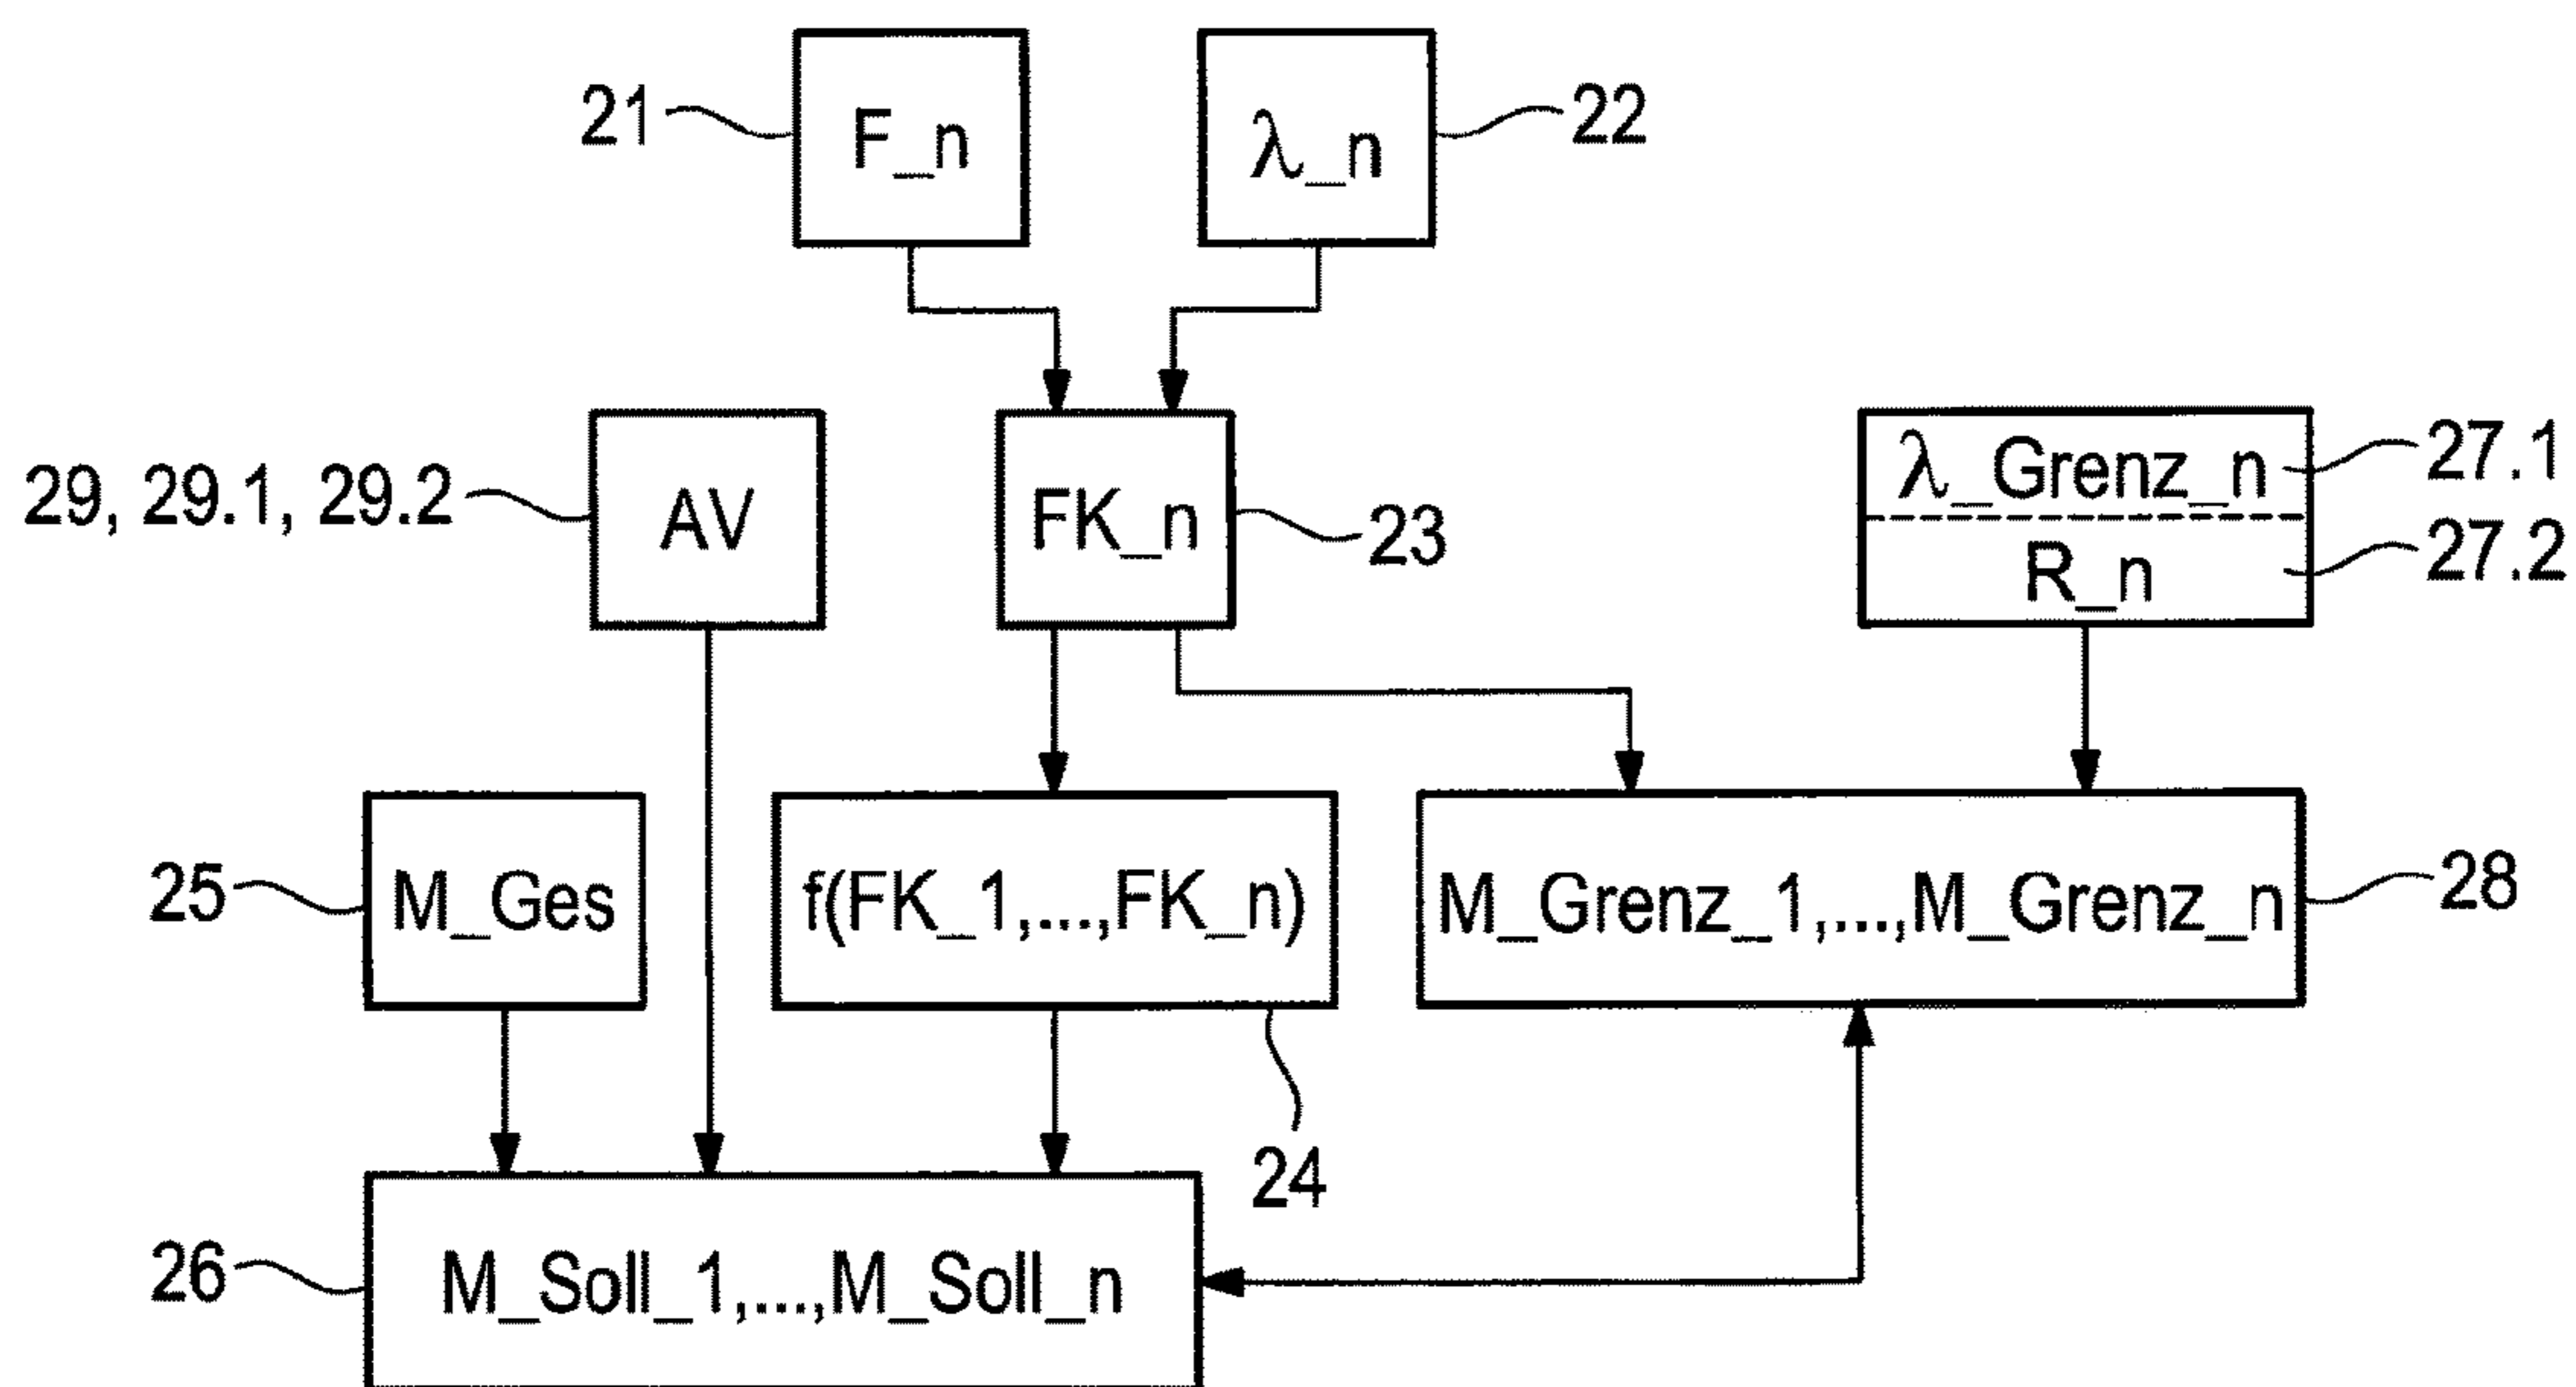 21 F_n λ_n 22
29, 29.1, 29.2 AV FK_n 23 λ_Grenz_n 27.1
R_n 27.2
25 M_Ges f(FK_1,...,FK_n) M_Grenz_1,...,M_Grenz_n 28
24
26 M_Soll_1,...,M_Soll_n